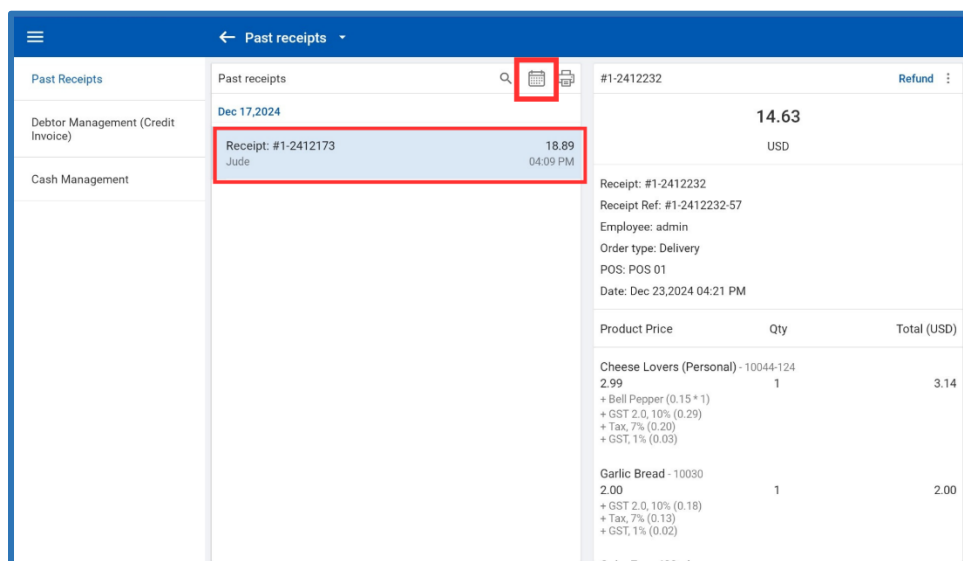 Past receipts
Past Receipts
Debtor Management (Credit
Invoice)
Cash Management
Past receipts
Dec 17,2024
Receipt: #1-2412173 18.89
Jude 04:09 PM
#1-2412232 Refund
14.63
USD
Receipt: #1-2412232
Receipt Ref: #1-2412232-57
Employee: admin
Order type: Delivery
POS: POS 01
Date: Dec 23,2024 04:21 PM
Product Price Qty Total (USD)
Cheese Lovers (Personal) - 10044-124
2.99 1 3.14
+ Bell Pepper (0.15 * 1)
+ GST 2.0, 10% (0.29)
+ Tax, 7% (0.20)
+ GST, 1% (0.03)
Garlic Bread - 10030
2.00 1 2.00
+ GST 2.0, 10% (0.18)
+ Tax, 7% (0.13)
+ GST, 1% (0.02)